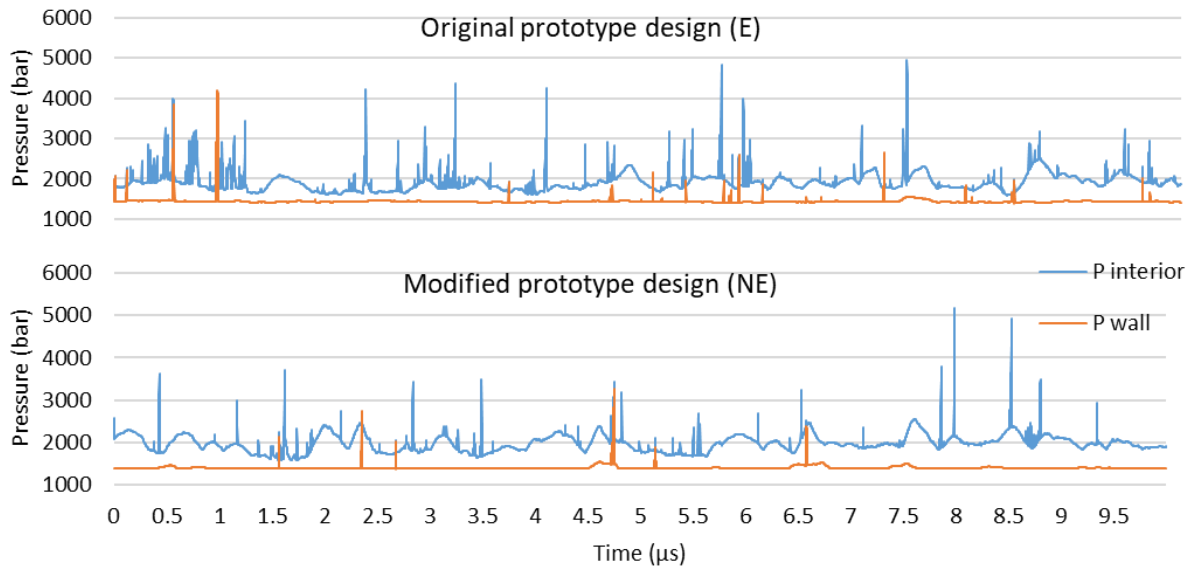 Original prototype design (E)
Pressure (bar)
6000
5000
4000
3000
2000
1000
Modified prototype design (NE)
Pressure (bar)
6000
5000
4000
3000
2000
1000
P interior
P wall
0 0.5 1 1.5 2 2.5 3 3.5 4 4.5 5 5.5 6 6.5 7 7.5 8 8.5 9 9.5
Time (μs)